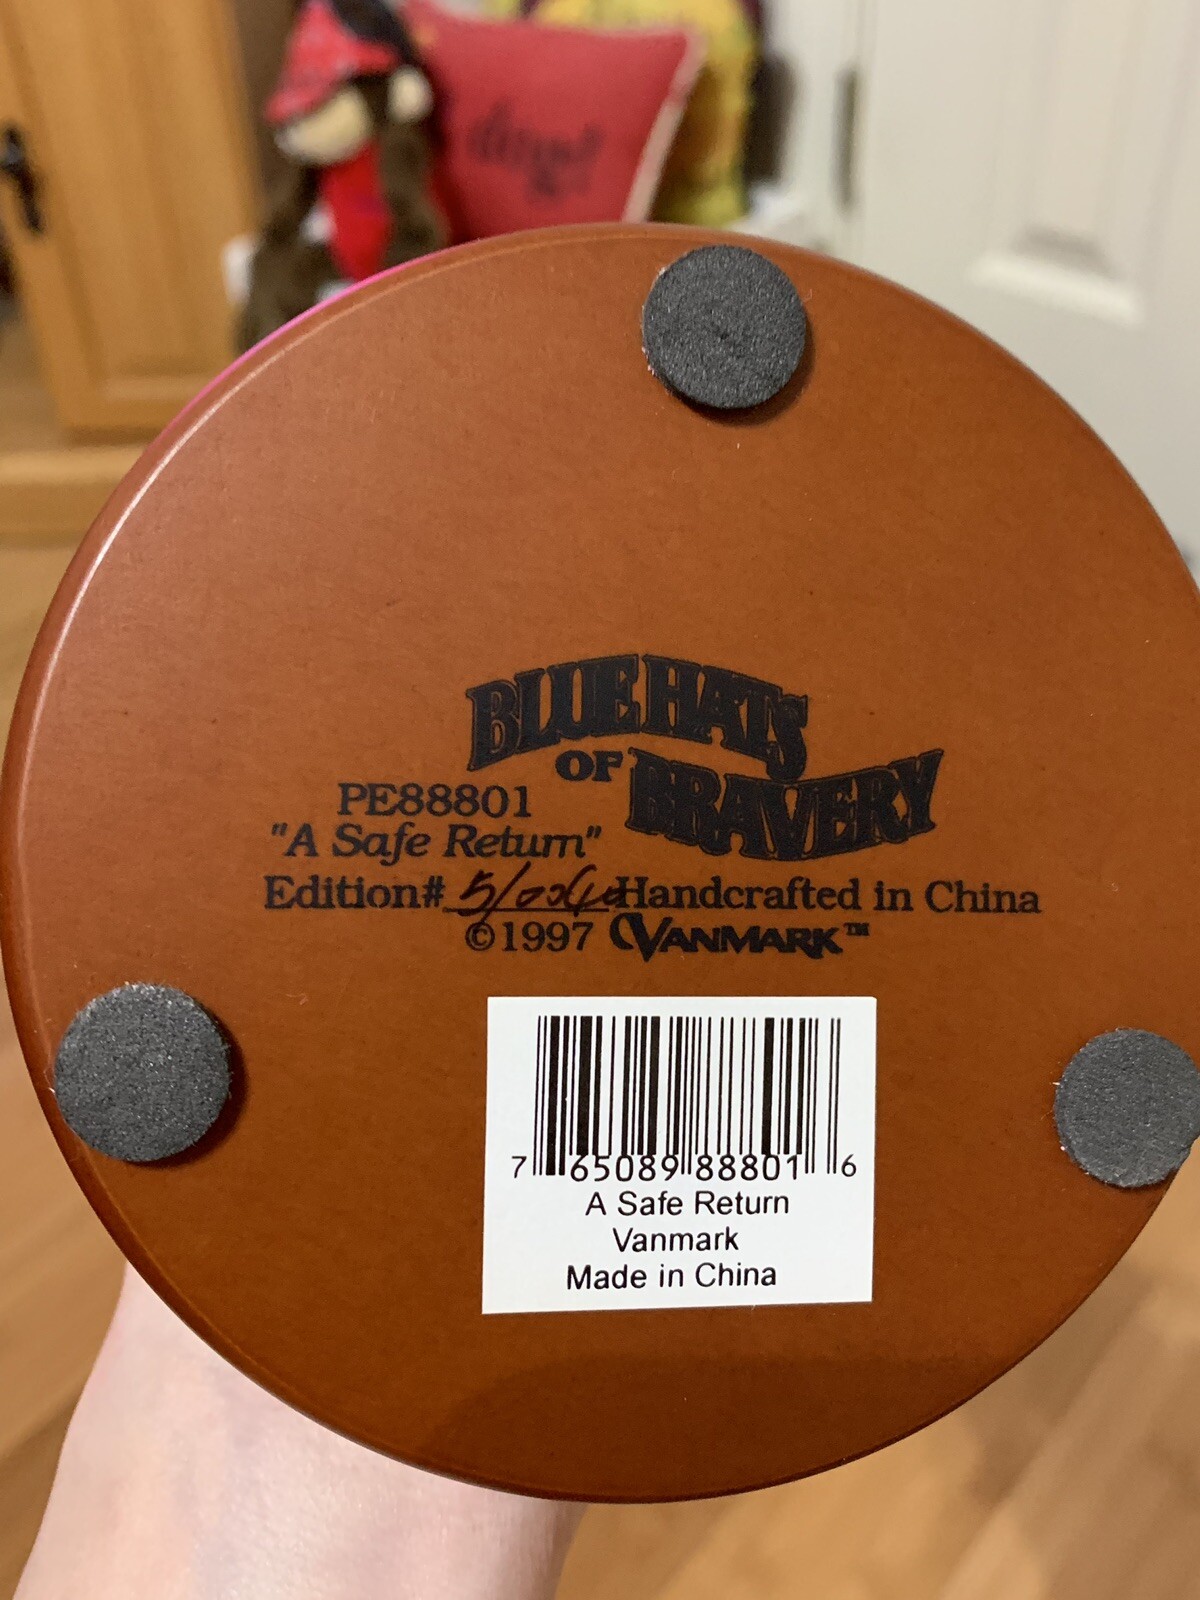 BLUE HATS
OF BRAVERY
PE88801
"A Safe Return"
Edition# Handcrafted in China
©1997 VANMARK™
7 65089 88801 6
A Safe Return
Vanmark
Made in China